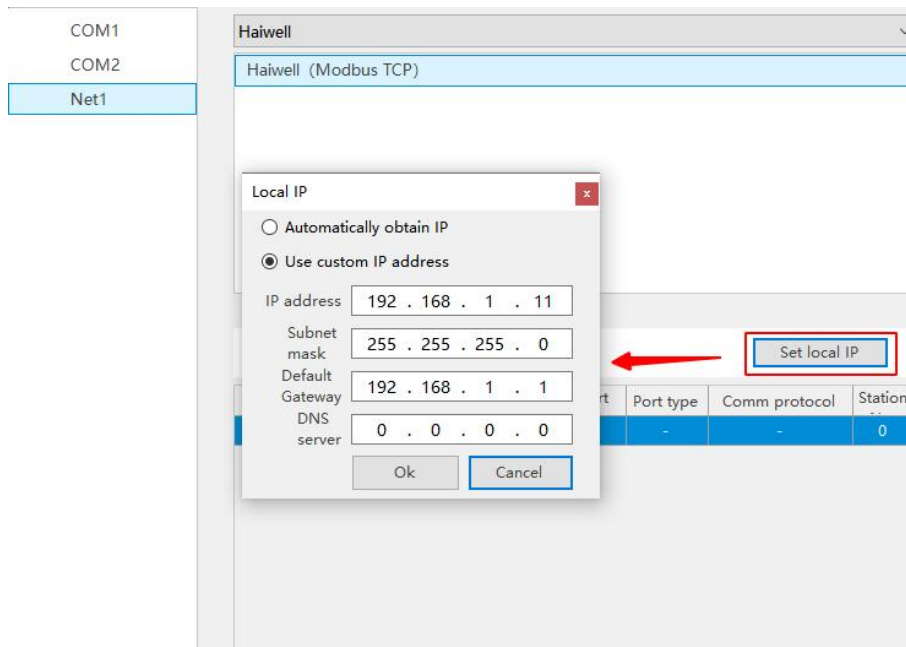 COM1
COM2
Net1
Haiwell
Haiwell (Modbus TCP)
Local IP
x
Automatically obtain IP
Use custom IP address
IP address 192 . 168 . 1 . 11
Subnet mask 255 . 255 . 255 . 0
Default Gateway 192 . 168 . 1 . 1
DNS server 0 . 0 . 0 . 0
Ok Cancel
Set local IP
Port type Comm protocol Station
- - 0